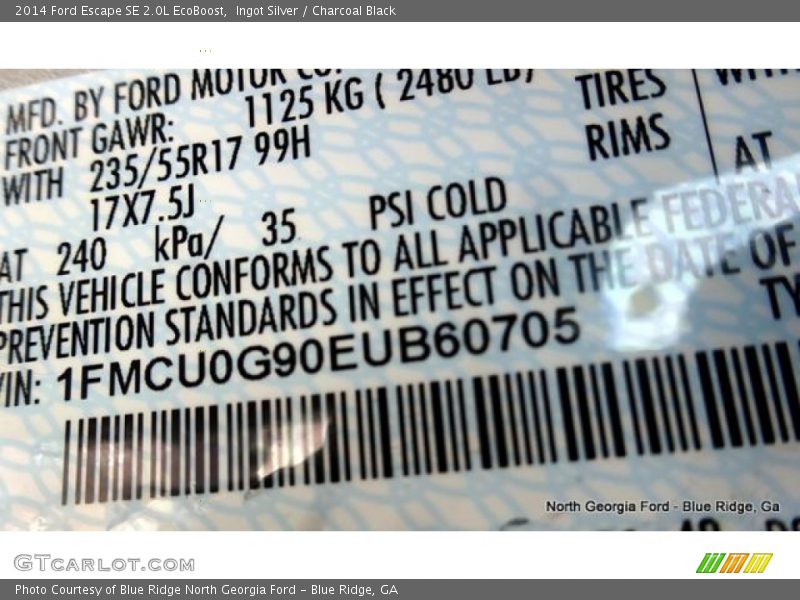 2014 Ford Escape SE 2.0L EcoBoost, Ingot Silver / Charcoal Black
MFD. BY FORD MOTOR CO.
FRONT GAWR: 1125 KG ( 2480 LB)
WITH 235/55R17 99H TIRES
17X7.5J RIMS
AT 240 kPa/ 35 PSI COLD AT
THIS VEHICLE CONFORMS TO ALL APPLICABLE FEDERA
PREVENTION STANDARDS IN EFFECT ON THE DATE OF
VIN: 1FMCU0G90EUB60705 TY
North Georgia Ford - Blue Ridge, Ga
GTCARLOT.COM
Photo Courtesy of Blue Ridge North Georgia Ford - Blue Ridge, GA